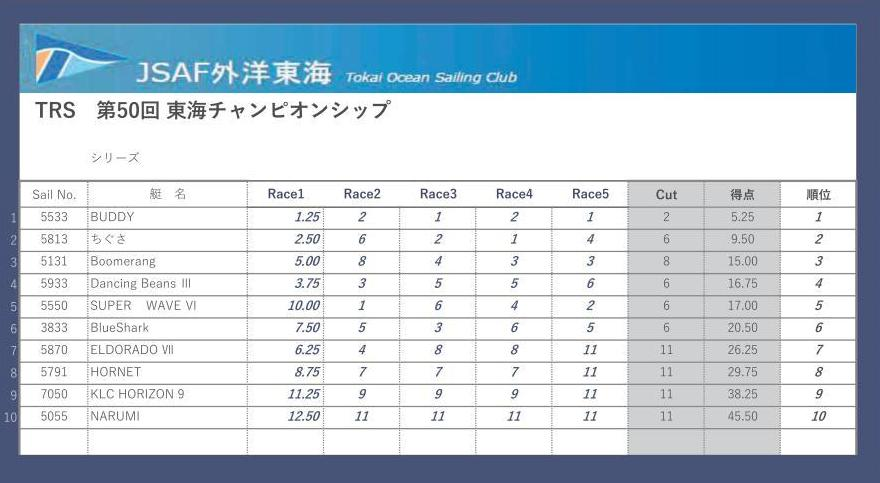 JSAF外洋東海 Tokai Ocean Sailing Club
TRS 第50回 東海チャンピオンシップ
シリーズ
Sail No. 艇 名 Race1 Race2 Race3 Race4 Race5 Cut 得点 順位
1 5533 BUDDY 1.25 2 1 2 1 2 5.25 1
2 5813 ちぐさ 2.50 6 2 1 4 6 9.50 2
3 5131 Boomerang 5.00 8 4 3 3 8 15.00 3
4 5933 Dancing Beans Ⅲ 3.75 3 5 5 6 6 16.75 4
5 5550 SUPER WAVE Ⅵ 10.00 1 6 4 2 6 17.00 5
6 3833 BlueShark 7.50 5 3 6 5 6 20.50 6
7 5870 ELDORADO Ⅶ 6.25 4 8 8 11 11 26.25 7
8 5791 HORNET 8.75 7 7 7 11 11 29.75 8
9 7050 KLC HORIZON 9 11.25 9 9 9 11 11 38.25 9
10 5055 NARUMI 12.50 11 11 11 11 11 45.50 10